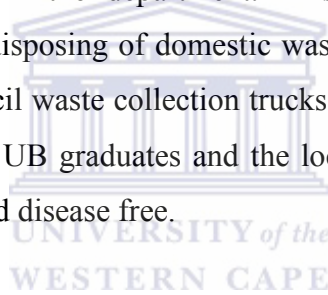 disposing of domestic was
cil waste collection trucks
UB graduates and the loc
d disease free.
UNIVERSITY of the
WESTERN CAPE